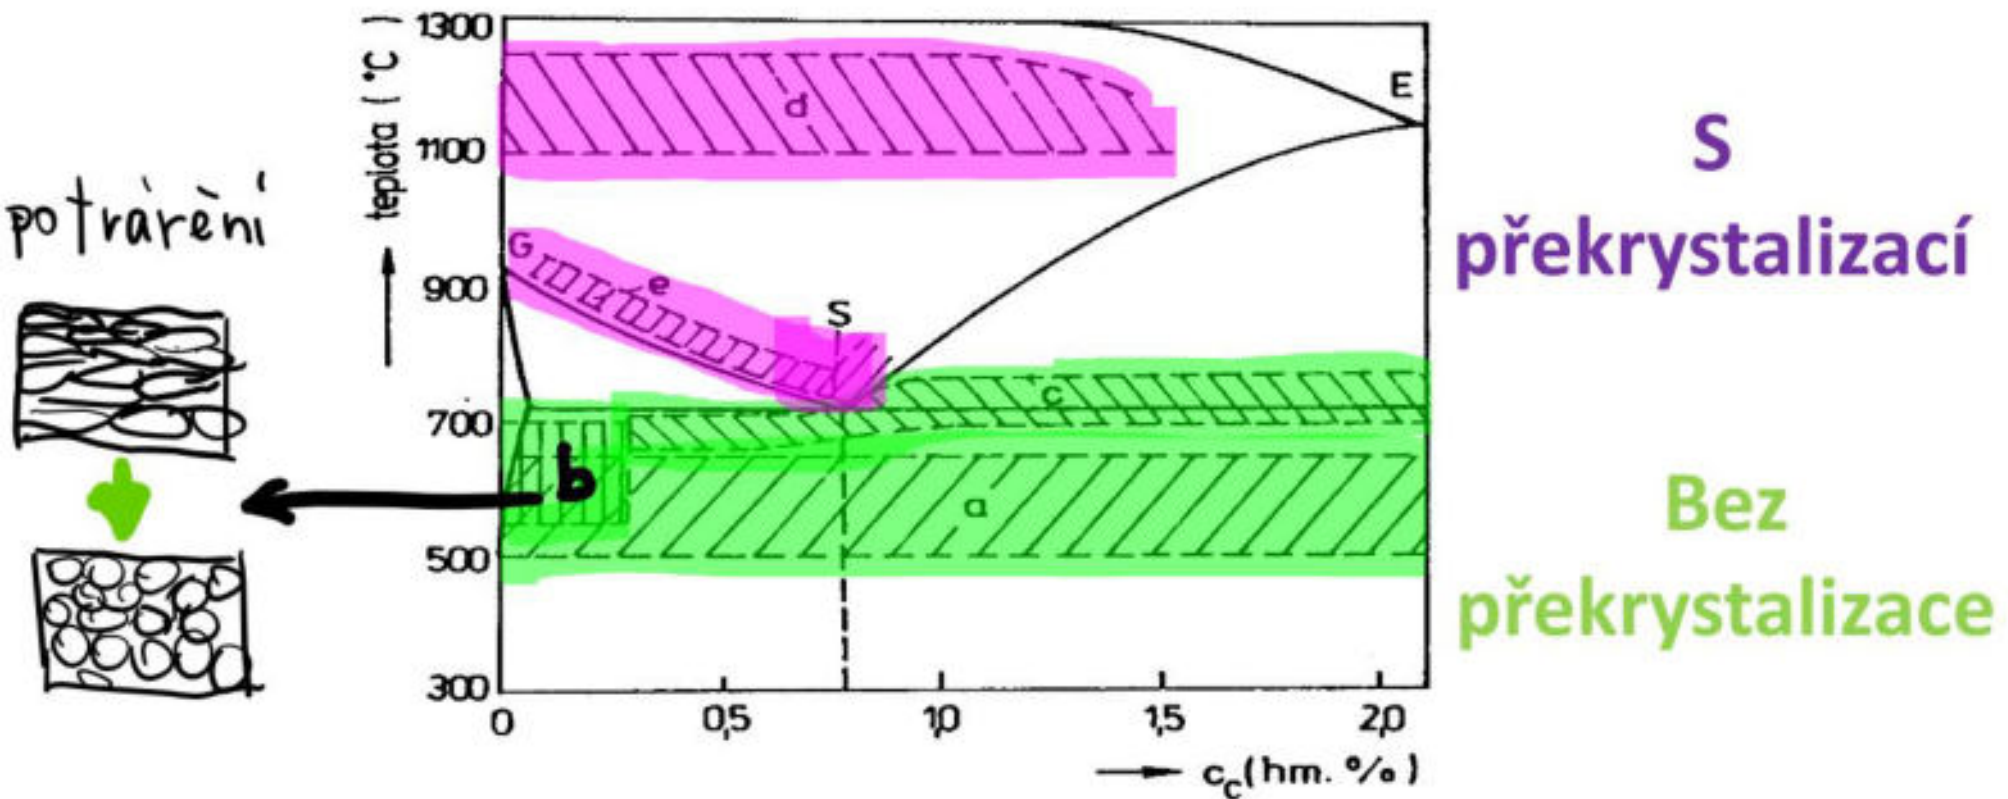 1300
teplota (°C)
E
d
1100
S
překrystalizací
potváření
G
e
900
S
c
700
b
a
Bez
překrystalizace
500
300
0
0,5
1,0
1,5
2,0
c_C (hm. %)